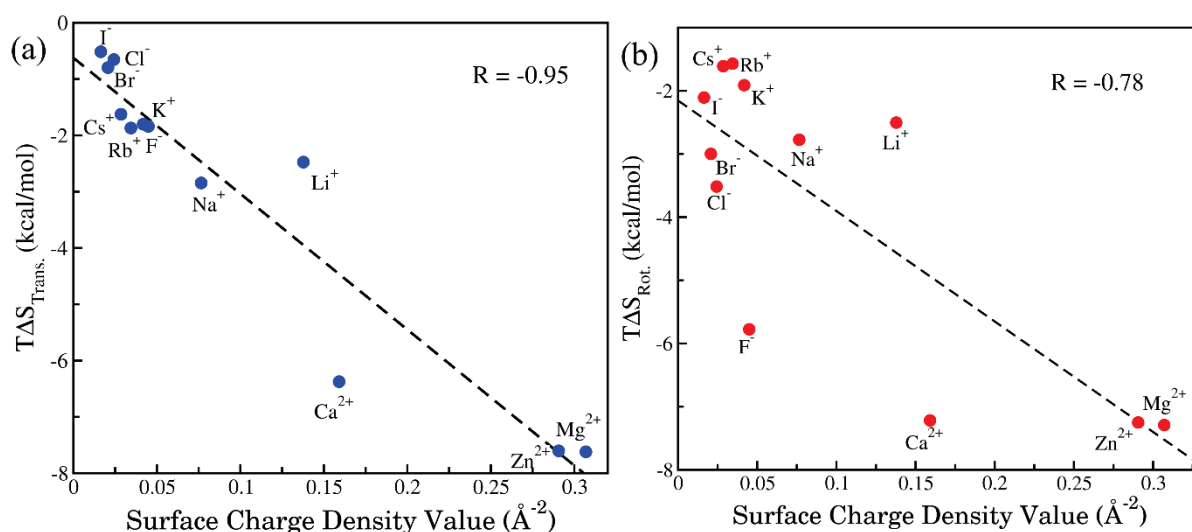 (a)
0
-2
-4
-6
-8
TΔS_Trans. (kcal/mol)
I⁻
Cl⁻
Br⁻
K⁺
Cs⁺
Rb⁺
F⁻
Na⁺
Li⁺
Ca²⁺
Mg²⁺
Zn²⁺
R = -0.95
0 0.05 0.1 0.15 0.2 0.25 0.3
Surface Charge Density Value (Å⁻²)
(b)
-2
-4
-6
-8
TΔS_Rot. (kcal/mol)
Cs⁺
Rb⁺
K⁺
I⁻
Na⁺
Li⁺
Br⁻
Cl⁻
F⁻
Ca²⁺
Mg²⁺
Zn²⁺
R = -0.78
0 0.05 0.1 0.15 0.2 0.25 0.3
Surface Charge Density Value (Å⁻²)